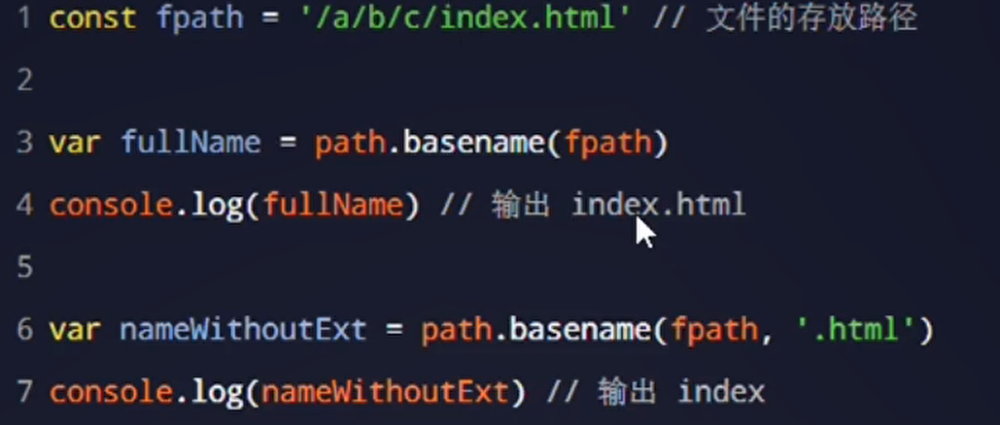 1 const fpath = '/a/b/c/index.html' // 文件的存放路径
2
3 var fullName = path.basename(fpath)
4 console.log(fullName) // 输出 index.html
5
6 var nameWithoutExt = path.basename(fpath, '.html')
7 console.log(nameWithoutExt) // 输出 index